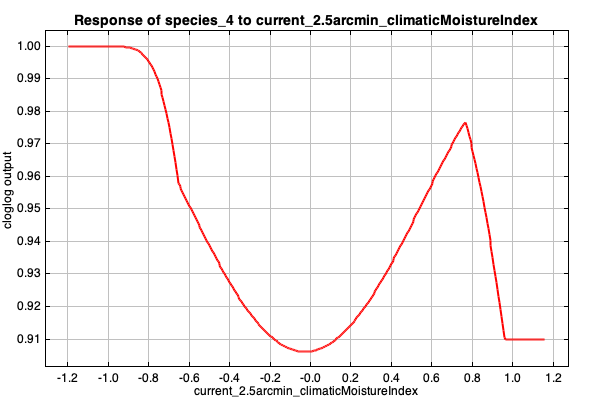 Response of species_4 to current_2.5arcmin_climaticMoistureIndex
1.00
0.99
0.98
0.97
0.96
0.95
0.94
0.93
0.92
0.91
cloglog output
-1.2 -1.0 -0.8 -0.6 -0.4 -0.2 -0.0 0.2 0.4 0.6 0.8 1.0 1.2
current_2.5arcmin_climaticMoistureIndex